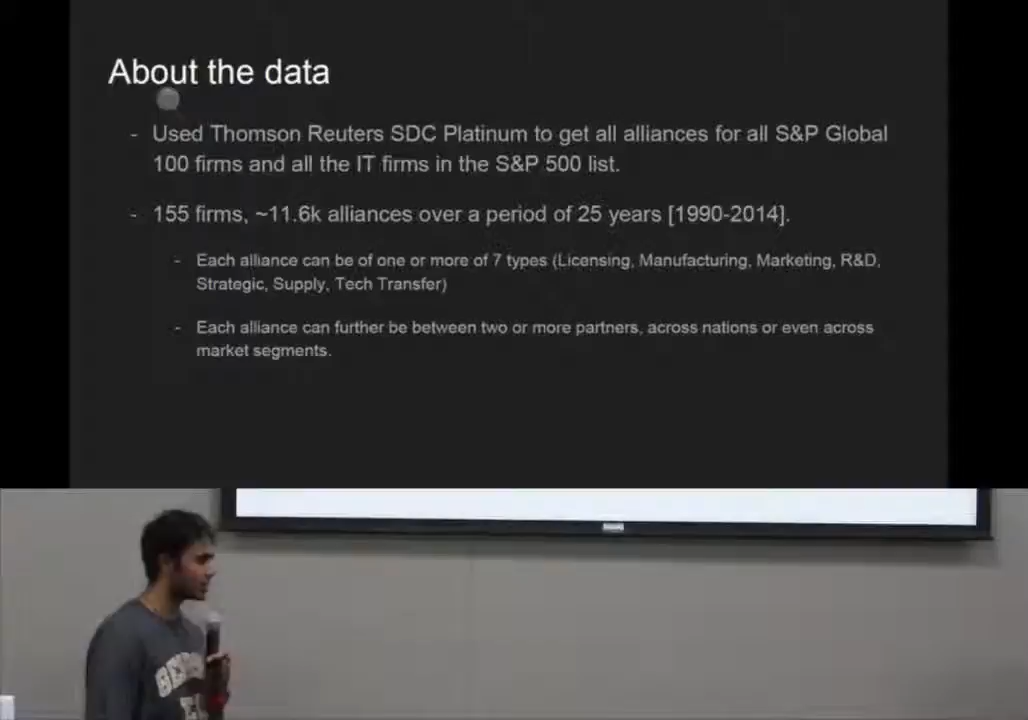 About the data
- Used Thomson Reuters SDC Platinum to get all alliances for all S&P Global
100 firms and all the IT firms in the S&P 500 list.
- 155 firms, ~11.6k alliances over a period of 25 years [1990-2014].
- Each alliance can be of one or more of 7 types (Licensing, Manufacturing, Marketing, R&D,
Strategic, Supply, Tech Transfer)
- Each alliance can further be between two or more partners, across nations or even across
market segments.